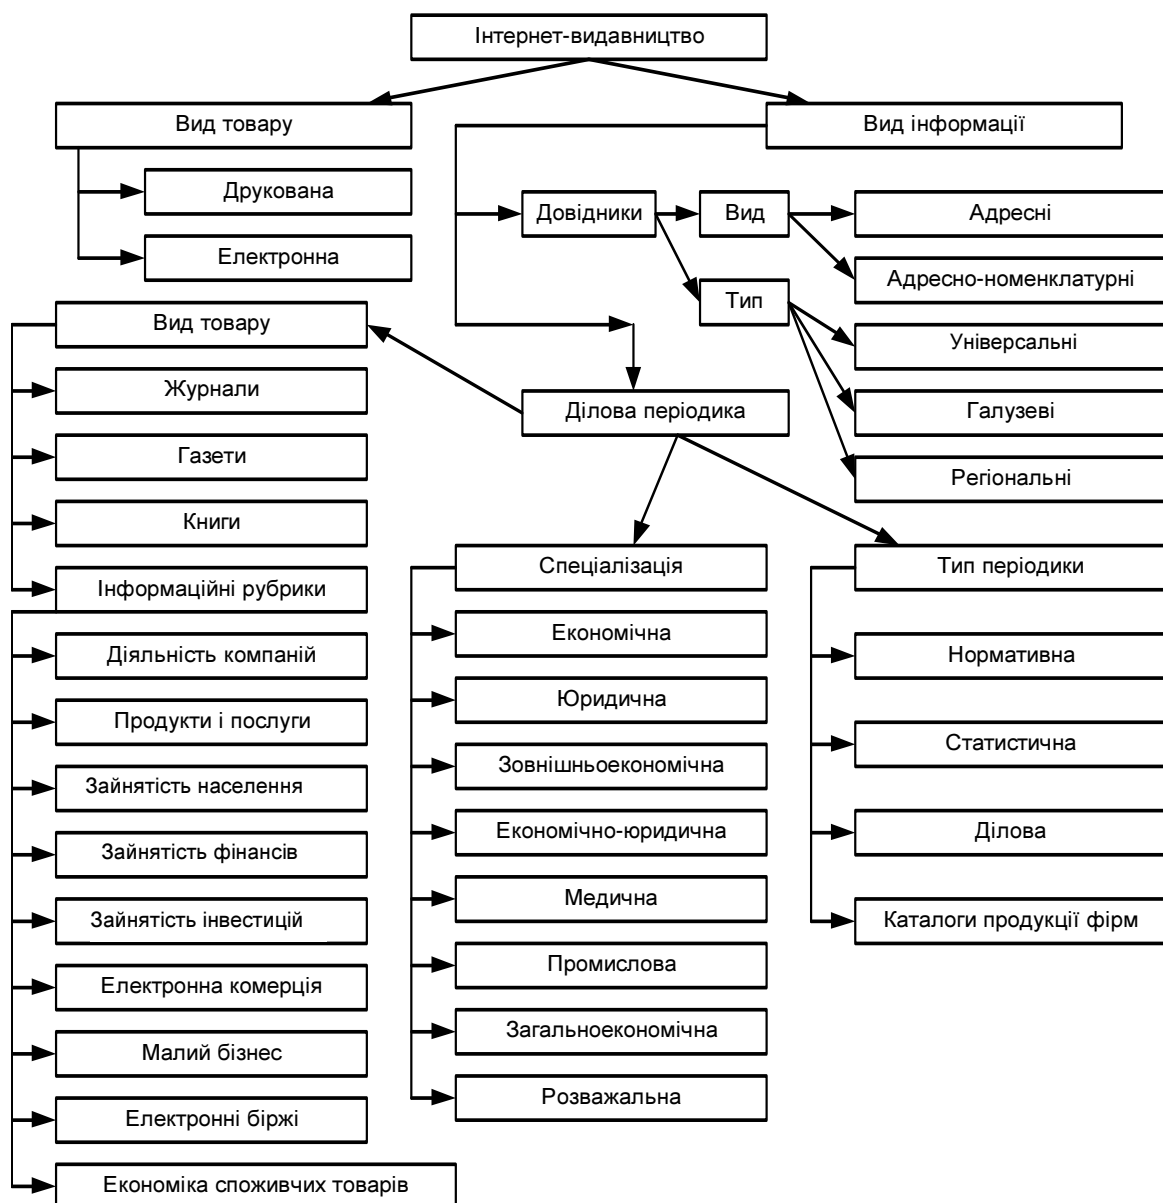 Інтернет-видавництво
Вид товару
Вид інформації
Друкована
Електронна
Довідники
Вид
Адресні
Адресно-номенклатурні
Тип
Універсальні
Галузеві
Регіональні
Ділова періодика
Вид товару
Журнали
Газети
Книги
Інформаційні рубрики
Діяльність компаній
Продукти і послуги
Зайнятість населення
Зайнятість фінансів
Зайнятість інвестицій
Електронна комерція
Малий бізнес
Електронні біржі
Економіка споживчих товарів
Спеціалізація
Економічна
Юридична
Зовнішньоекономічна
Економічно-юридична
Медична
Промислова
Загальноекономічна
Розважальна
Тип періодики
Нормативна
Статистична
Ділова
Каталоги продукції фірм